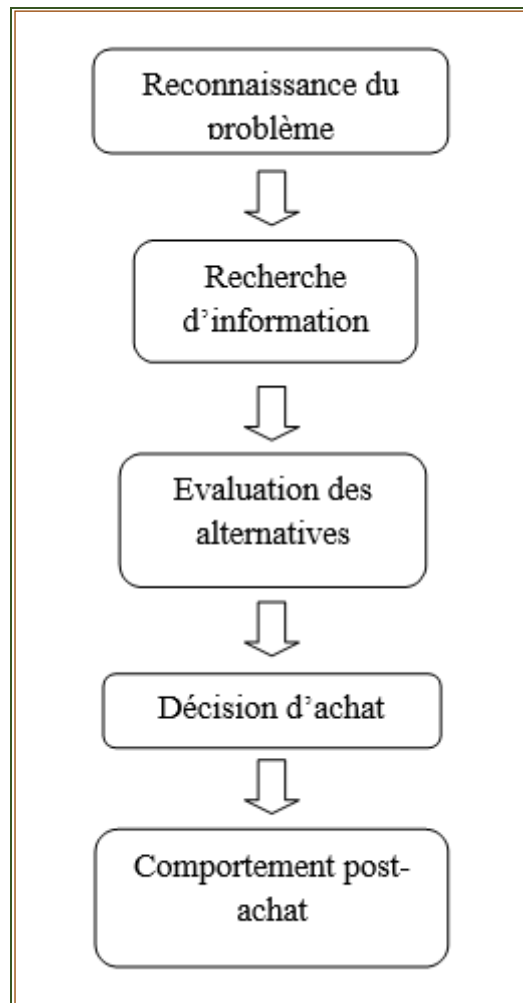 Reconnaissance du
problème
Recherche
d’information
Evaluation des
alternatives
Décision d’achat
Comportement post-
achat